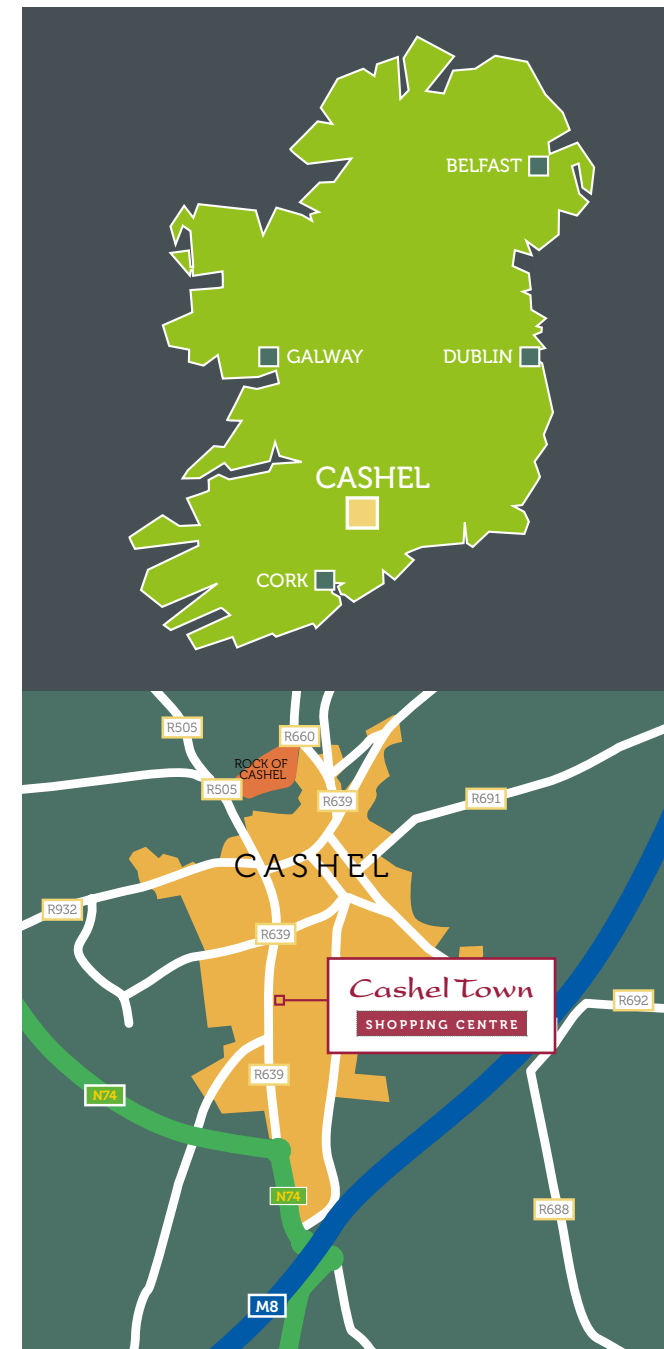 BELFAST
GALWAY
DUBLIN
CASHEL
CORK
R505
R660
ROCK OF
CASHEL
R505
R639
R691
CASHEL
R932
R639
Cashel Town
SHOPPING CENTRE
R692
R639
N74
N74
R688
M8